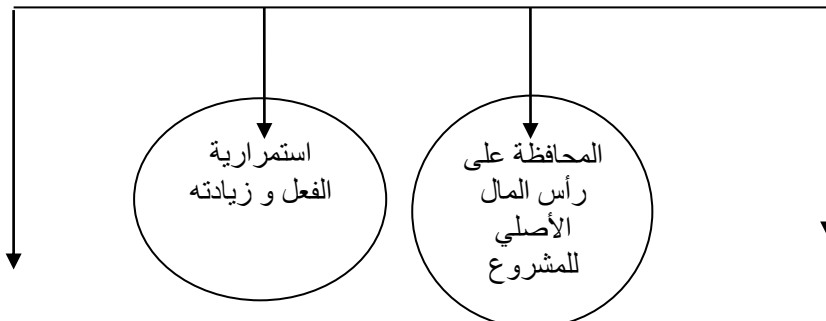 المحافظة على
رأس المال
الأصلي
للمشروع
استمرارية
الفعل و زيادته